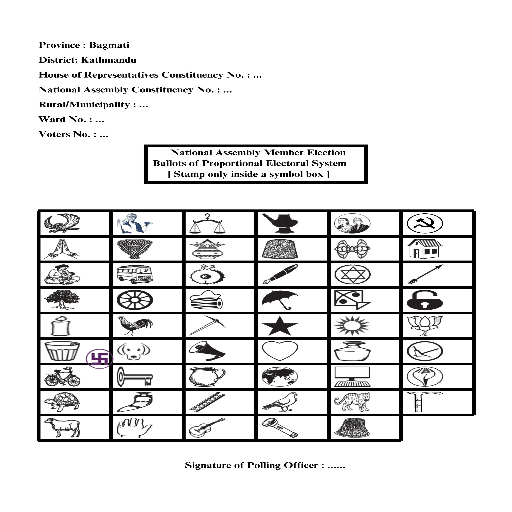 Province : Bagmati
District: Kathmandu
House of Representatives Constituency No. : ...
National Assembly Constituency No. : ...
Rural/Municipality : ...
Ward No. : ...
Voters No. : ...
National Assembly Member Election
Ballots of Proportional Electoral System
[ Stamp only inside a symbol box ]
Signature of Polling Officer : ......